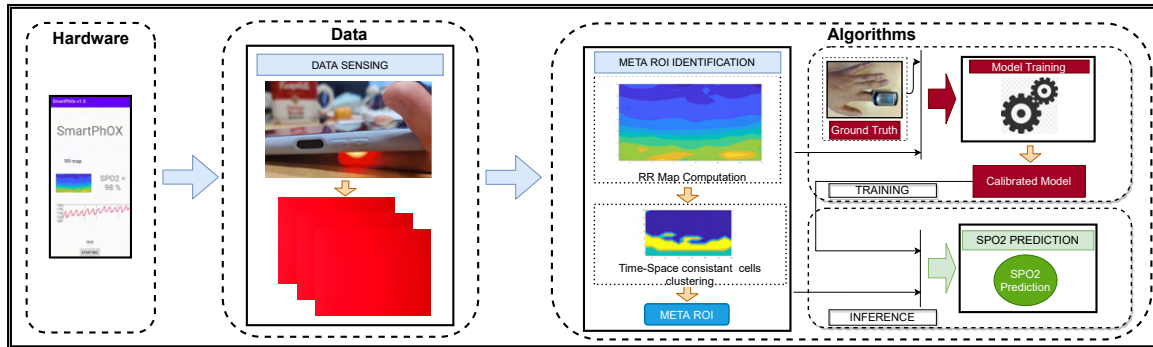 Hardware
SmartPhOx v1.0
SmartPhOX
RR map
SPO2 =
98 %
START REC
Data
DATA SENSING
Algorithms
META ROI IDENTIFICATION
RR Map Computation
Time-Space consistant cells
clustering
META ROI
Ground Truth
Model Training
TRAINING
Calibrated Model
SPO2 PREDICTION
SPO2
Prediction
INFERENCE